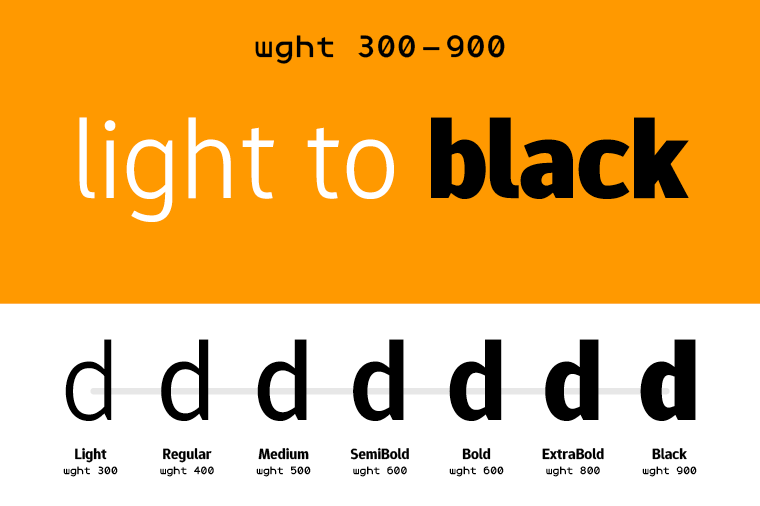 wght 300–900
light to black
d d d d d d d
Light Regular Medium SemiBold Bold ExtraBold Black
wght 300 wght 400 wght 500 wght 600 wght 600 wght 800 wght 900